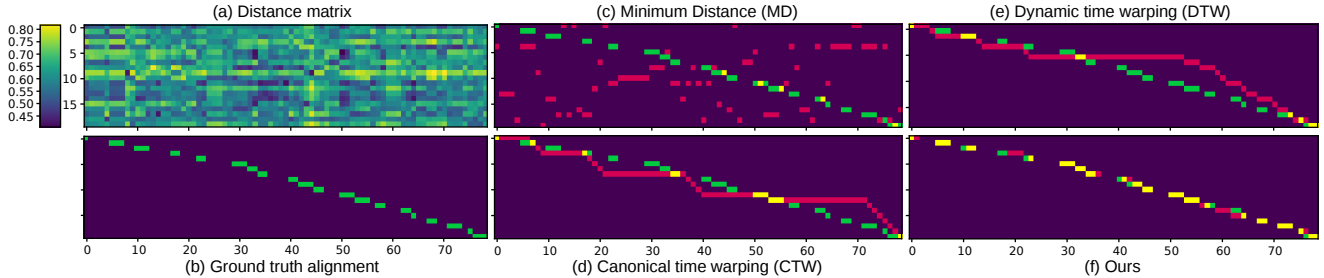 (a) Distance matrix
(c) Minimum Distance (MD)
(e) Dynamic time warping (DTW)
0.80
0.75
0.70
0.65
0.60
0.55
0.50
0.45
0
5
10
15
0 10 20 30 40 50 60 70
0 10 20 30 40 50 60 70
0 10 20 30 40 50 60 70
(b) Ground truth alignment
(d) Canonical time warping (CTW)
(f) Ours